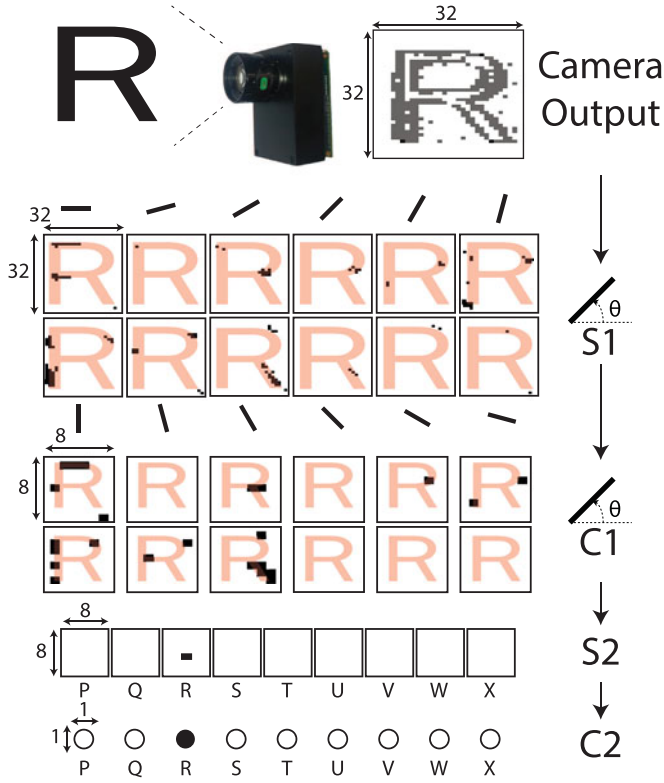 R
32
32
Camera
Output
32
32
θ
S1
8
8
θ
C1
8
8
S2
P Q R S T U V W X
1
1
C2
P Q R S T U V W X